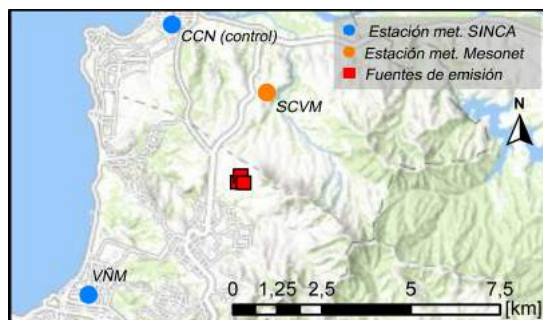 CCN (control)
Estación met. SINCA
Estación met. Mesonet
Fuentes de emisión
SCVM
N
VÑM
0 1,25 2,5 5 7,5
[km]